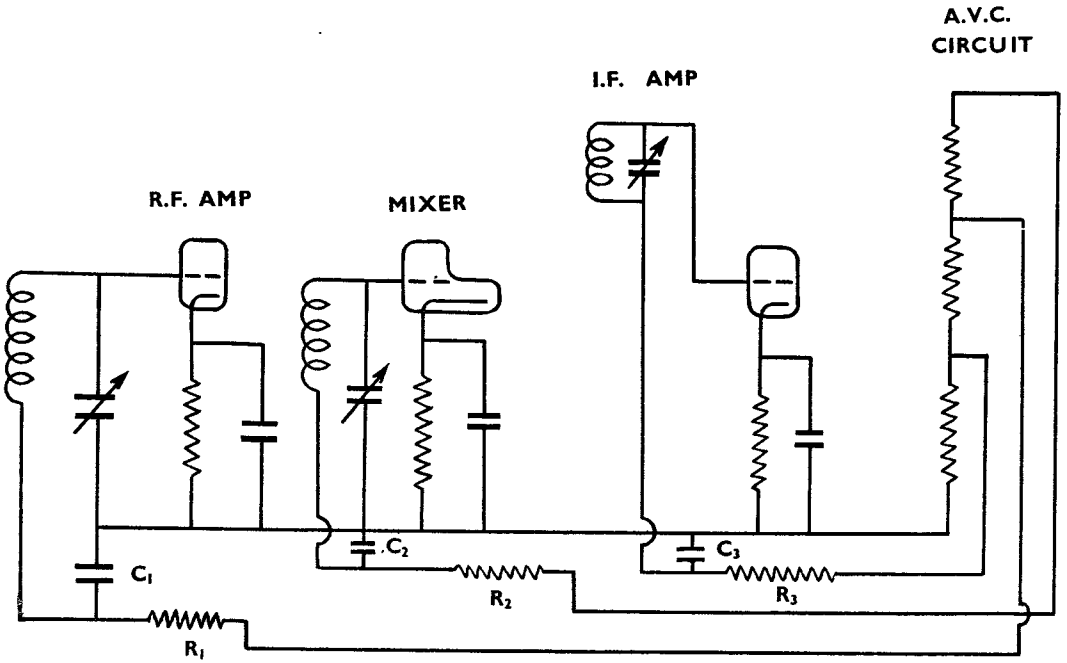 A.V.C.
CIRCUIT
I.F. AMP
R.F. AMP
MIXER
C₁
C₂
C₃
R₁
R₂
R₃